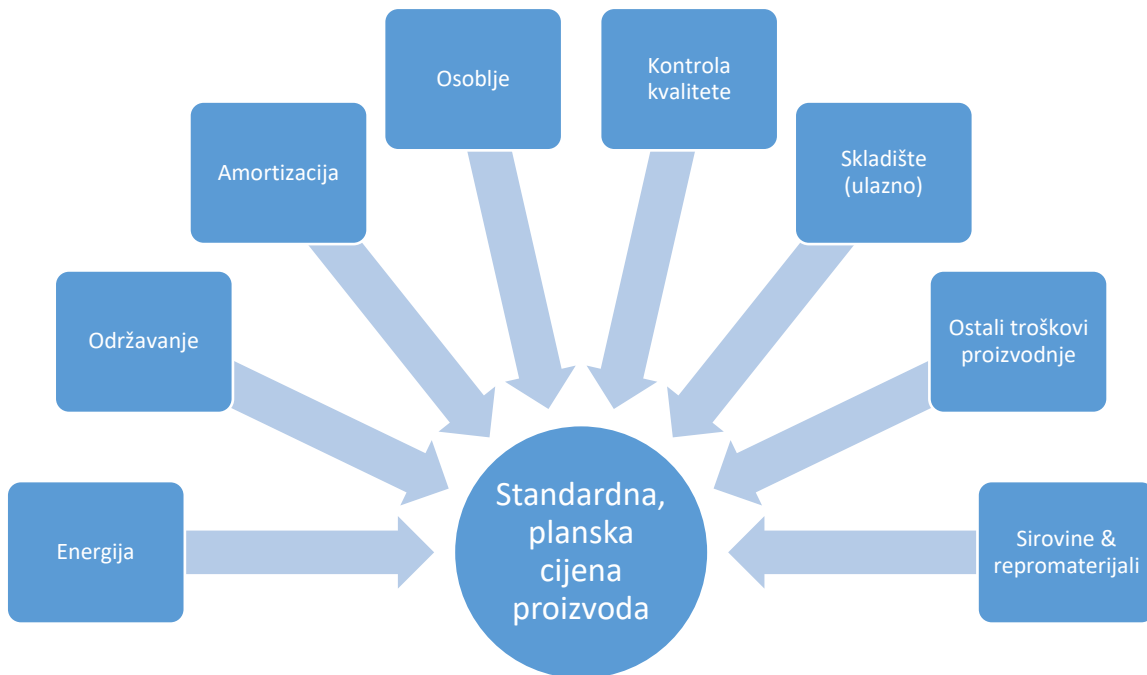 Osoblje
Kontrola
kvalitete
Amortizacija
Skladište
(ulazno)
Održavanje
Ostali troškovi
proizvodnje
Energija
Standardna,
planska
cijena
proizvoda
Sirovine &
repromaterijali